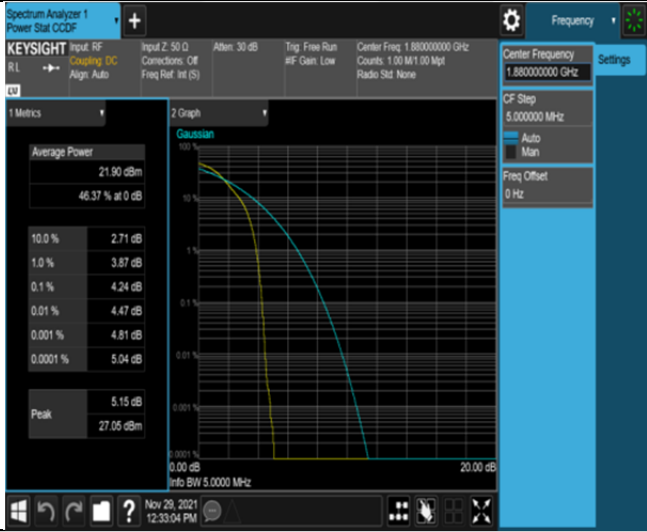 Spectrum Analyzer 1
Power Stat CCDF
+
Frequency
KEYSIGHT
RL
LV
Input: RF
Coupling: DC
Align: Auto
Input Z: 50 Ω
Corrections: Off
Freq Ref: Int (S)
Atten: 30 dB
Trig: Free Run
#IF Gain: Low
Center Freq: 1.880000000 GHz
Counts: 1.00 M/1.00 Mpt
Radio Std: None
Center Frequency
1.880000000 GHz
Settings
CF Step
5.000000 MHz
Auto
Man
Freq Offset
0 Hz
1 Metrics
Average Power
21.90 dBm
46.37 % at 0 dB
10.0 % 2.71 dB
1.0 % 3.87 dB
0.1 % 4.24 dB
0.01 % 4.47 dB
0.001 % 4.81 dB
0.0001 % 5.04 dB
Peak
5.15 dB
27.05 dBm
2 Graph
Gaussian
100 %
10 %
1 %
0.1 %
0.01 %
0.001 %
0.0001 %
0.00 dB
20.00 dB
Info BW 5.0000 MHz
?
Nov 29, 2021
12:33:04 PM